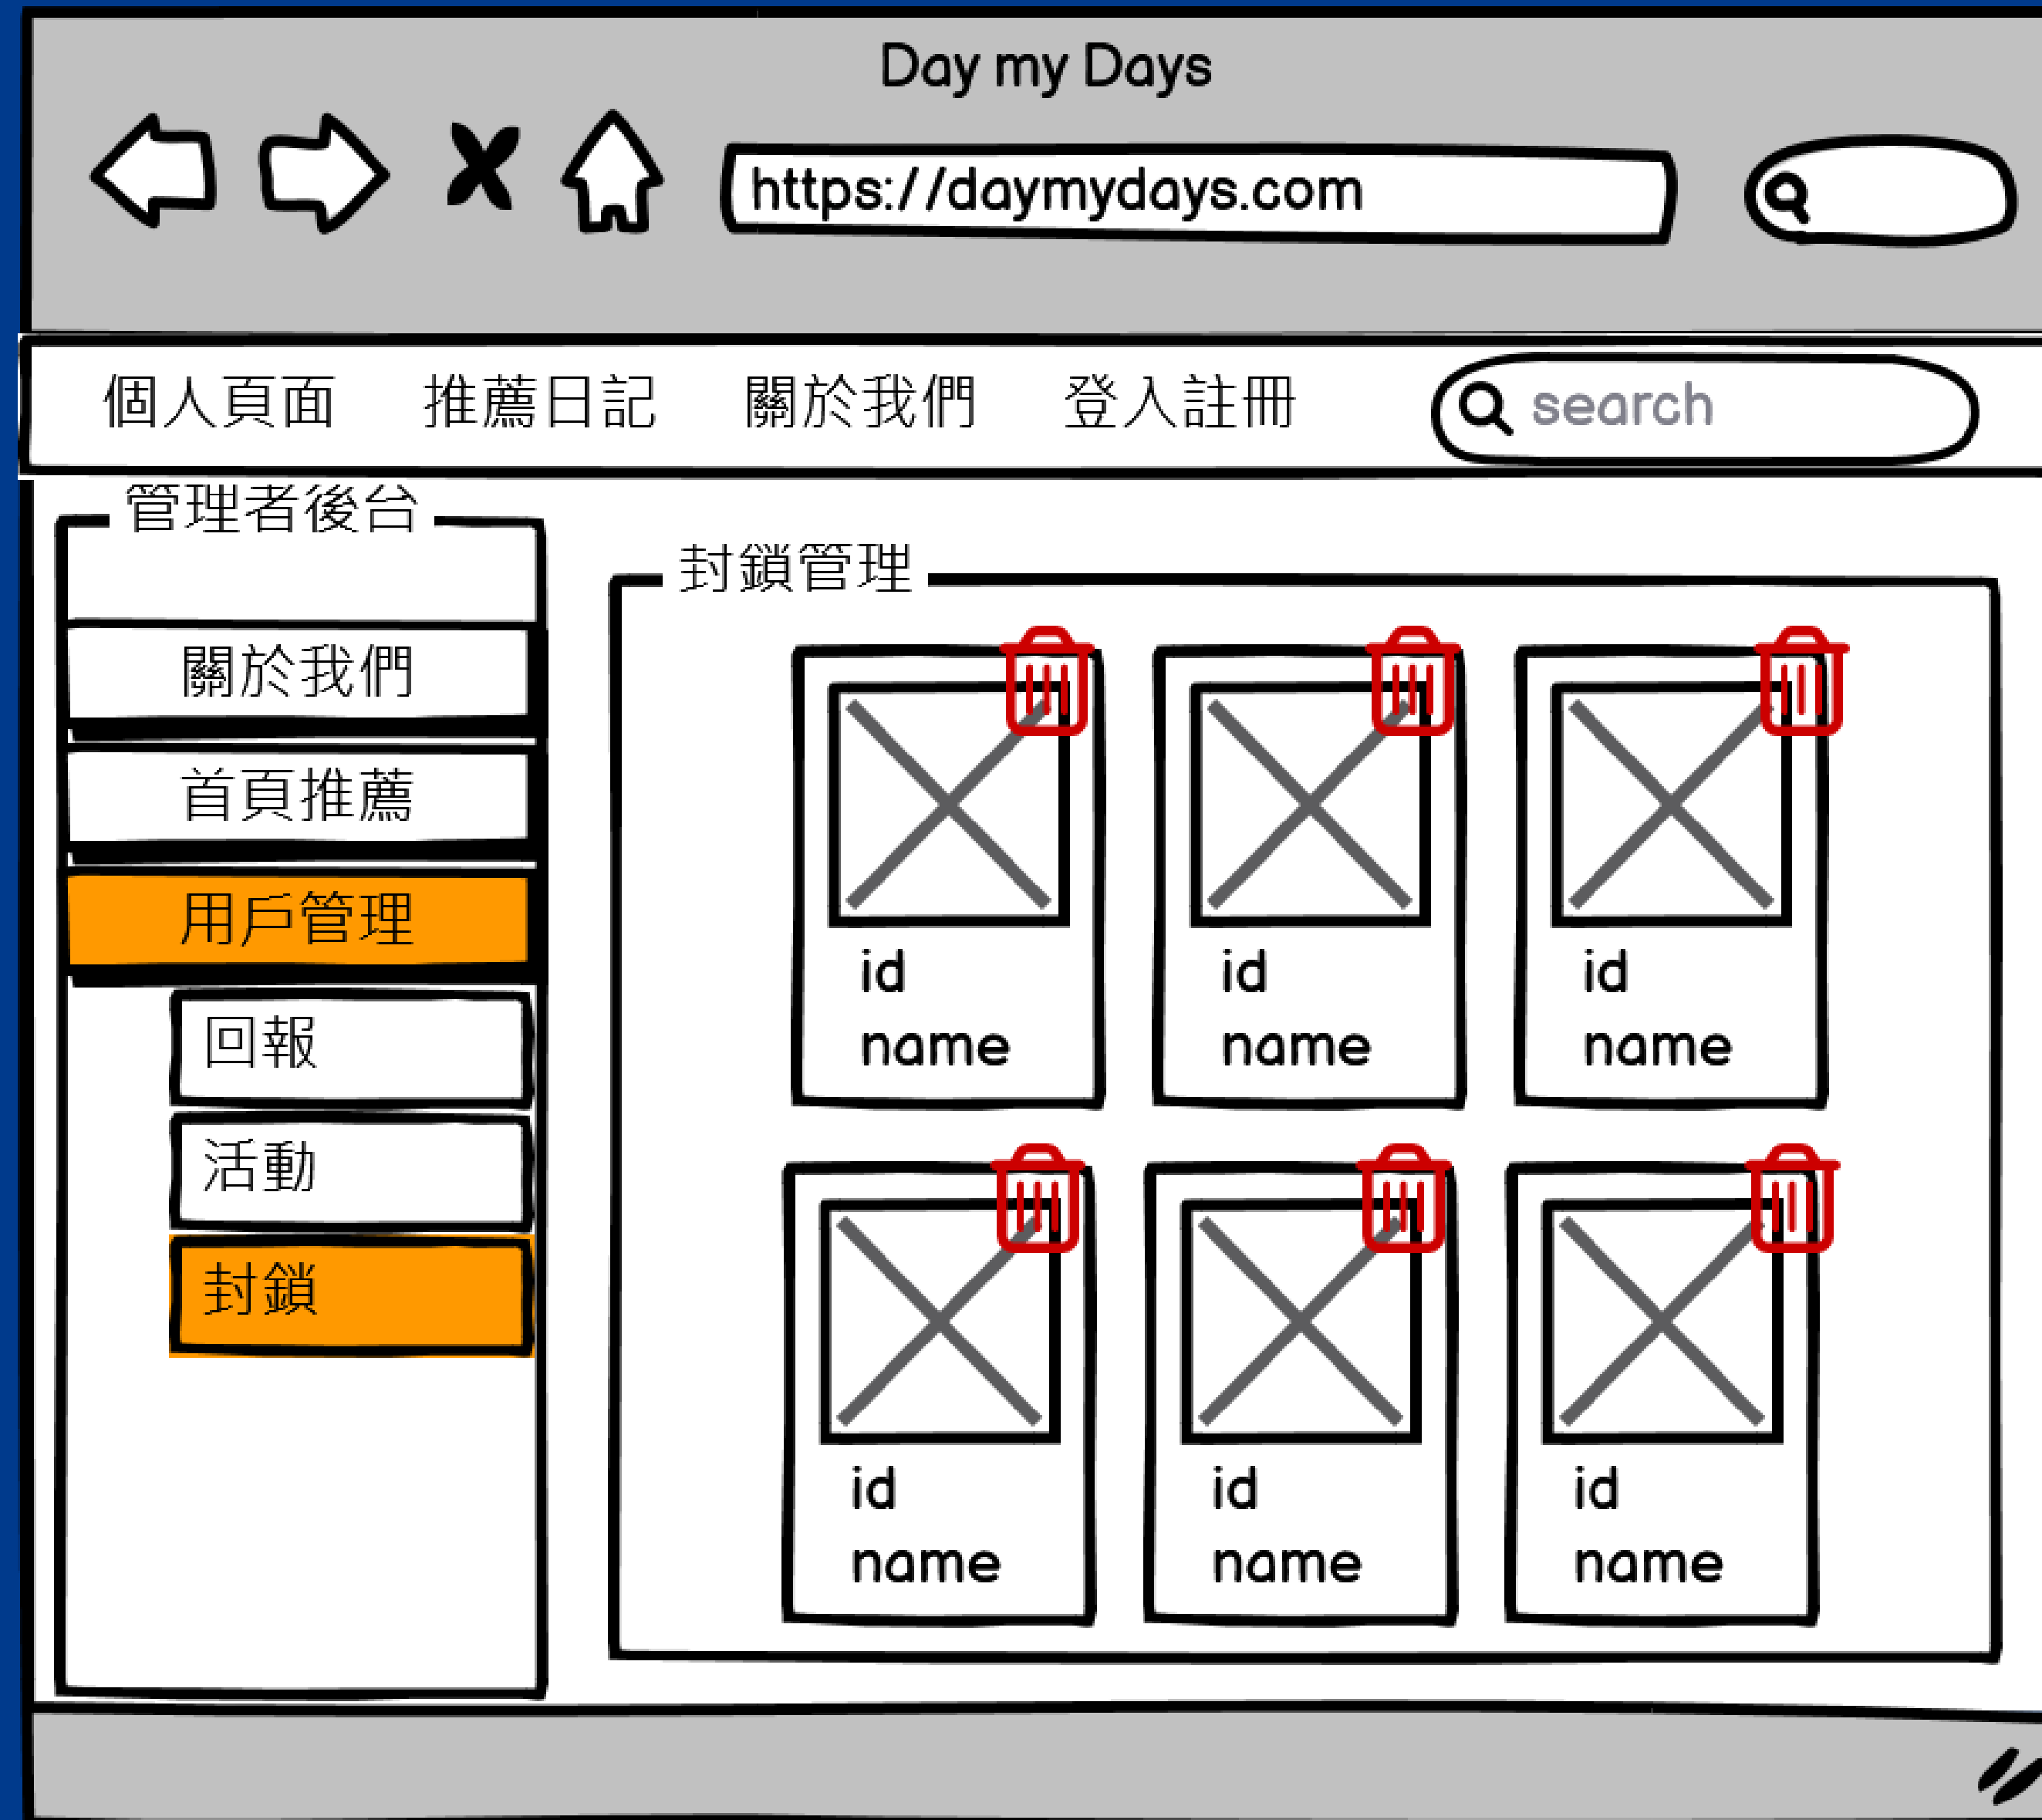 Day my Days
https://daymydays.com
個人頁面 推薦日記 關於我們 登入註冊 search
管理者後台
關於我們
首頁推薦
用戶管理
回報
活動
封鎖
封鎖管理
id id id
name name name
id id id
name name name